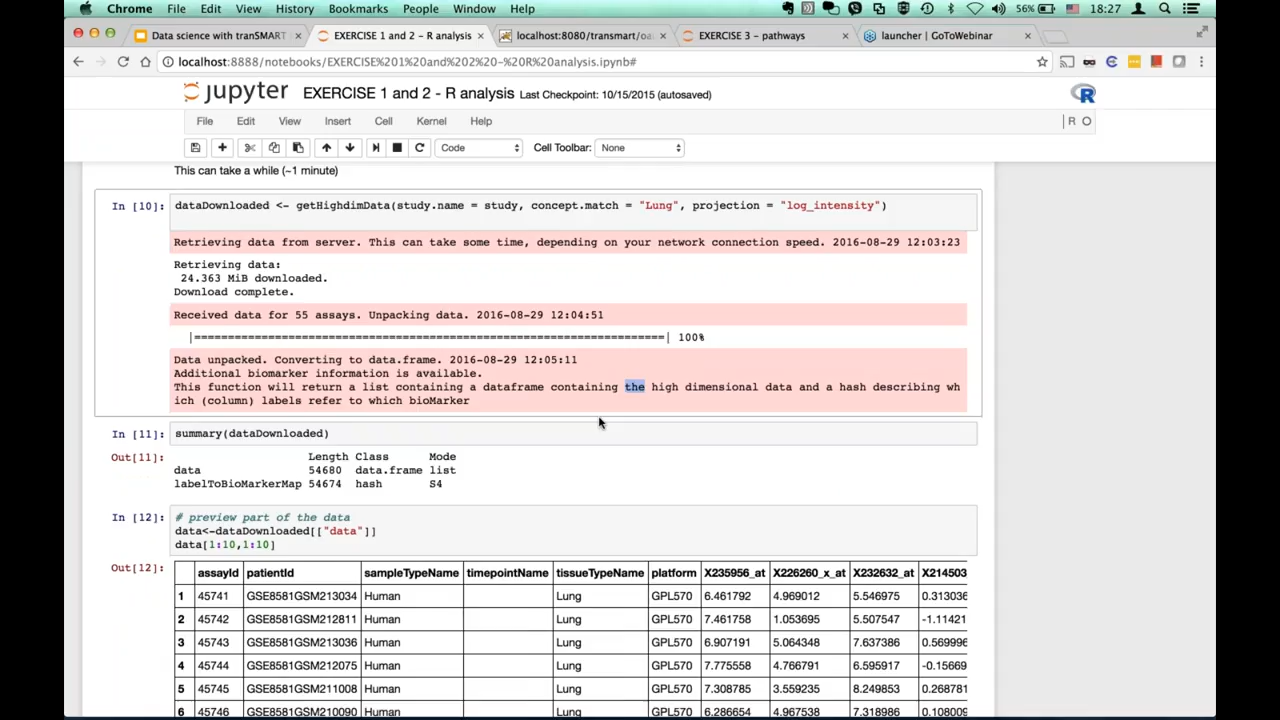 Chrome File Edit View History Bookmarks People Window Help 56% 18:27
Data science with tranSMART × EXERCISE 1 and 2 - R analysis × localhost:8080/transmart/oa × EXERCISE 3 - pathways × launcher | GoToWebinar ×
localhost:8888/notebooks/EXERCISE%201%20and%202%20-%20R%20analysis.ipynb#
jupyter EXERCISE 1 and 2 - R analysis Last Checkpoint: 10/15/2015 (autosaved)
File Edit View Insert Cell Kernel Help R
Code Cell Toolbar: None
This can take a while (~1 minute)
In [10]: dataDownloaded <- getHighdimData(study.name = study, concept.match = "Lung", projection = "log_intensity")
Retrieving data from server. This can take some time, depending on your network connection speed. 2016-08-29 12:03:23
Retrieving data:
24.363 MiB downloaded.
Download complete.
Received data for 55 assays. Unpacking data. 2016-08-29 12:04:51
|=================================================================| 100%
Data unpacked. Converting to data.frame. 2016-08-29 12:05:11
Additional biomarker information is available.
This function will return a list containing a dataframe containing the high dimensional data and a hash describing wh
ich (column) labels refer to which bioMarker
In [11]: summary(dataDownloaded)
Out[11]: Length Class Mode
data 54680 data.frame list
labelToBioMarkerMap 54674 hash S4
In [12]: # preview part of the data
data<-dataDownloaded[["data"]]
data[1:10,1:10]
Out[12]: assayId patientId sampleTypeName timepointName tissueTypeName platform X235956_at X226260_x_at X232632_at X214503
1 45741 GSE8581GSM213034 Human Lung GPL570 6.461792 4.969012 5.546975 0.313036
2 45742 GSE8581GSM212811 Human Lung GPL570 7.461758 1.053695 5.507547 -1.11421
3 45743 GSE8581GSM213036 Human Lung GPL570 6.907191 5.064348 7.637386 0.569996
4 45744 GSE8581GSM212075 Human Lung GPL570 7.775558 4.766791 6.595917 -0.15669
5 45745 GSE8581GSM211008 Human Lung GPL570 7.308785 3.559235 8.249853 0.268781
6 45746 GSE8581GSM210090 Human Lung GPL570 6.286654 4.967538 7.318986 0.108009